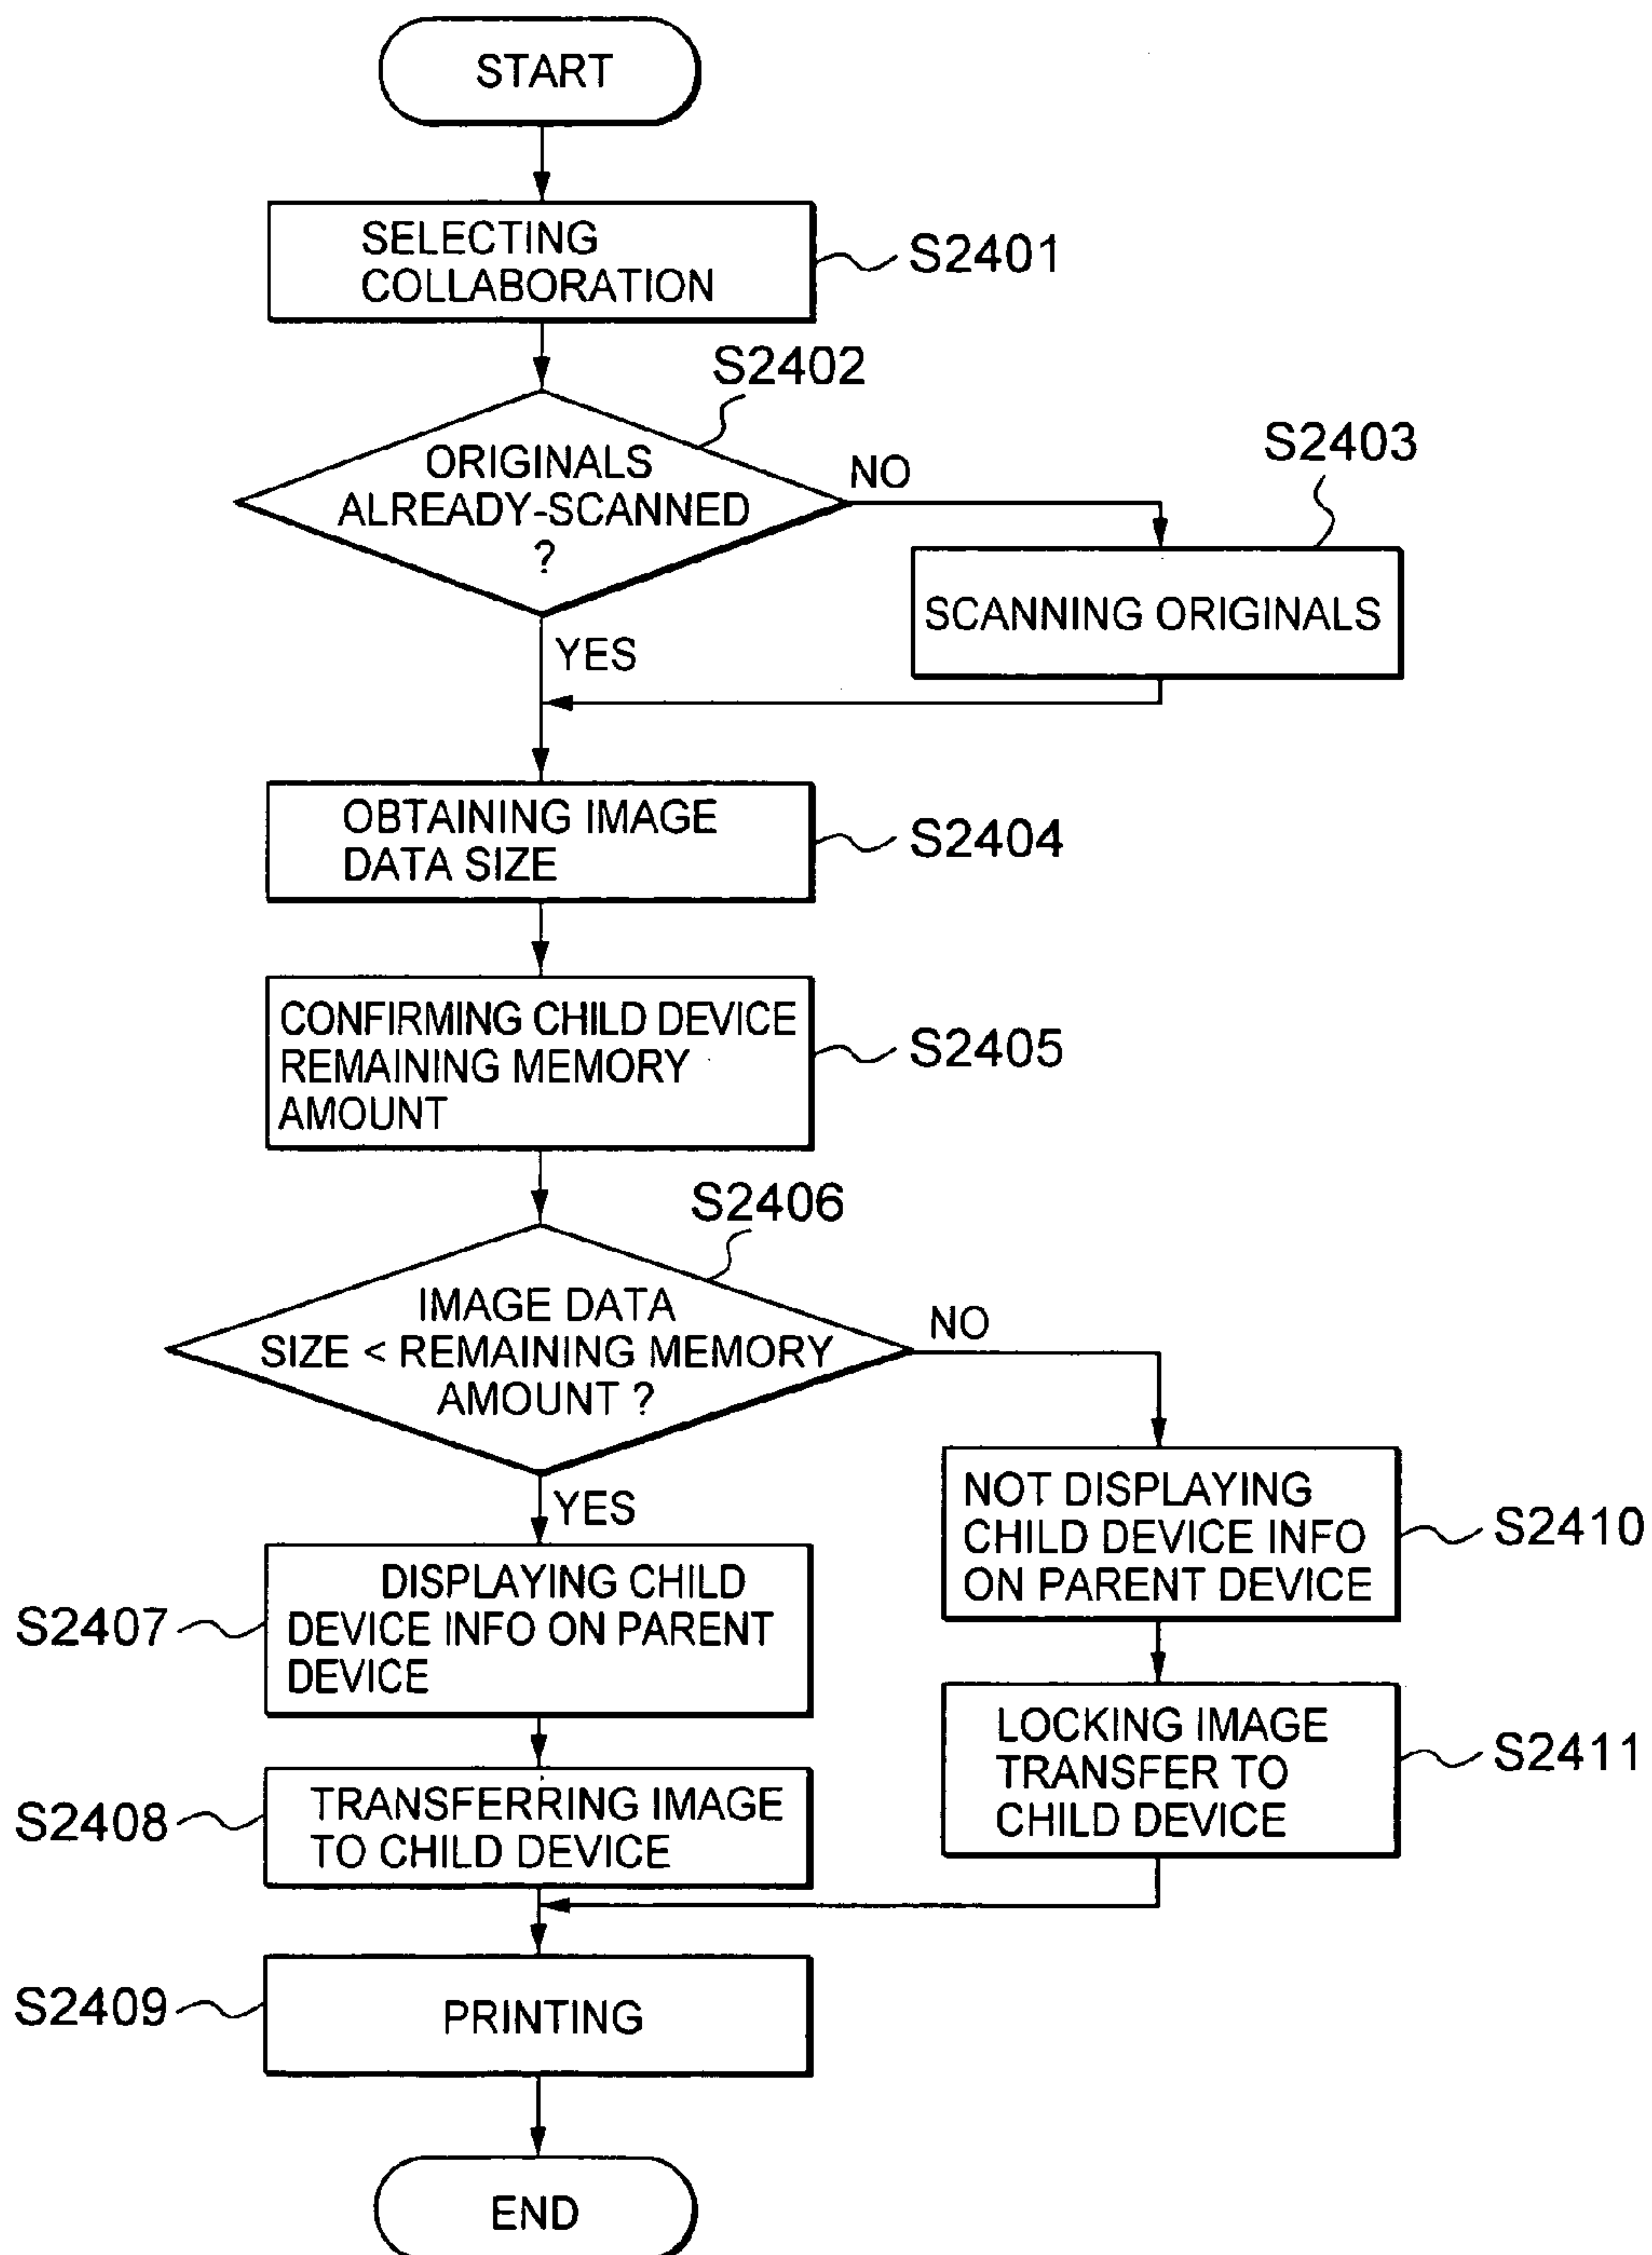 START
SELECTING
COLLABORATION
S2401
S2402
ORIGINALS
ALREADY-SCANNED
?
NO
S2403
SCANNING ORIGINALS
YES
OBTAINING IMAGE
DATA SIZE
S2404
CONFIRMING CHILD DEVICE
REMAINING MEMORY
AMOUNT
S2405
S2406
IMAGE DATA
SIZE < REMAINING MEMORY
AMOUNT ?
NO
YES
NOT DISPLAYING
CHILD DEVICE INFO
ON PARENT DEVICE
S2410
S2407
DISPLAYING CHILD
DEVICE INFO ON PARENT
DEVICE
LOCKING IMAGE
TRANSFER TO
CHILD DEVICE
S2411
S2408
TRANSFERRING IMAGE
TO CHILD DEVICE
S2409
PRINTING
END